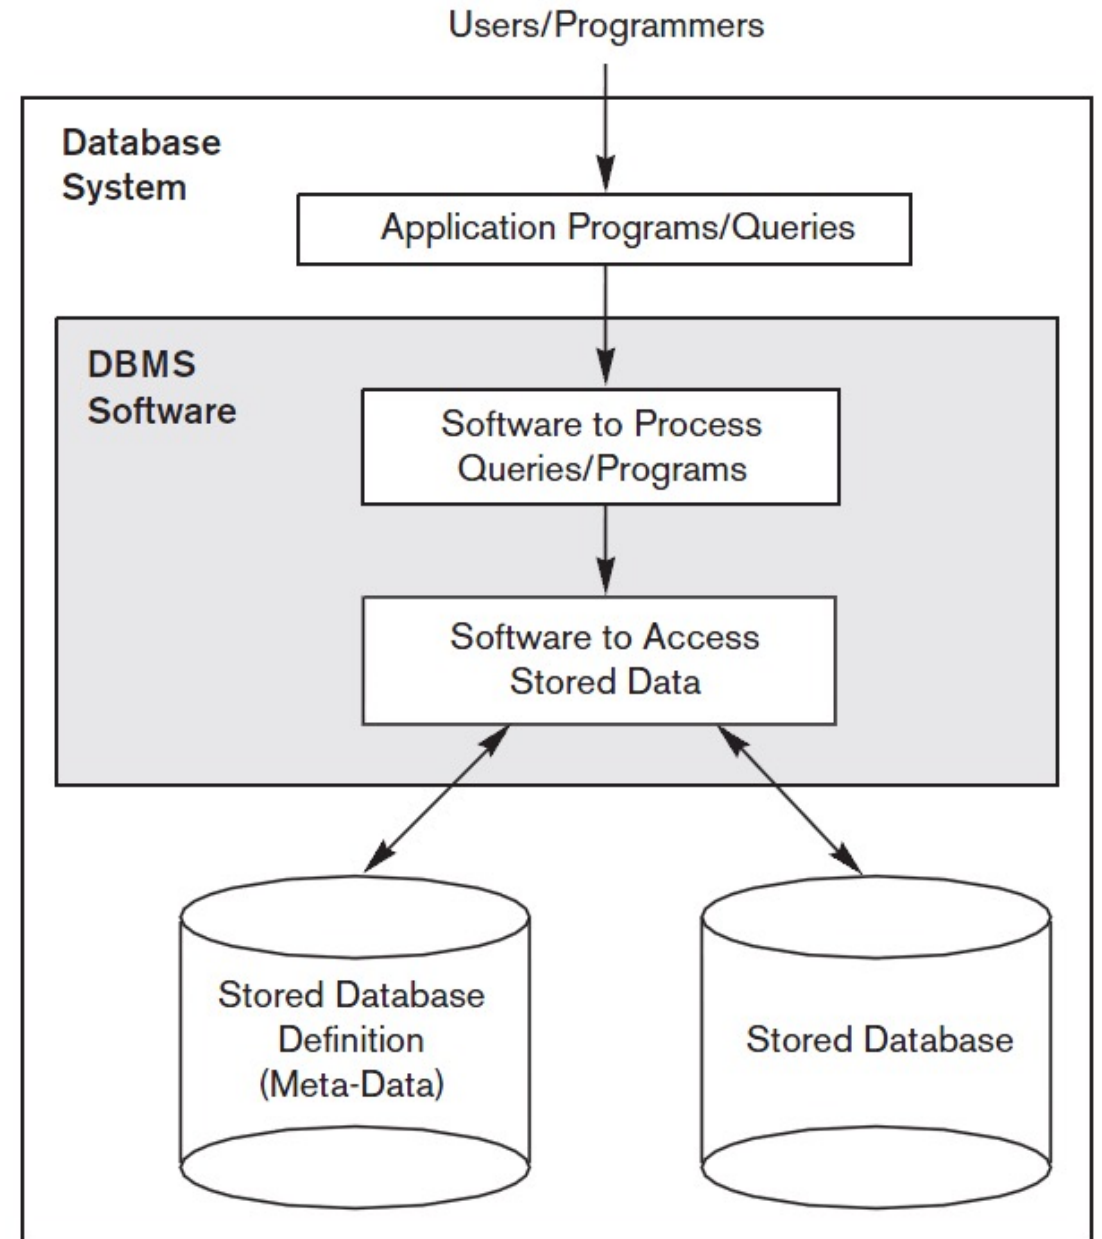 Users/Programmers
Database
System
Application Programs/Queries
DBMS
Software
Software to Process
Queries/Programs
Software to Access
Stored Data
Stored Database
Definition
(Meta-Data)
Stored Database